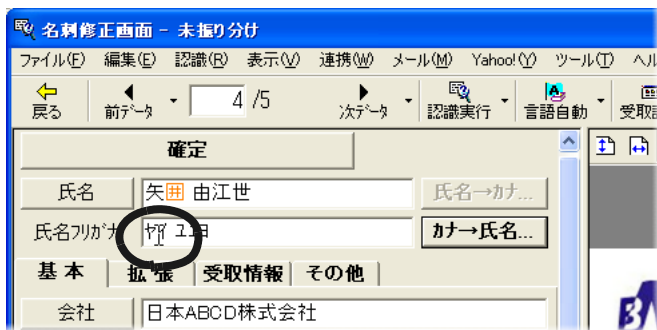 名刺修正画面 - 未振り分け
ファイル(F) 編集(E) 認識(R) 表示(V) 連携(W) メール(M) Yahoo!(Y) ツール(T) ヘル
戻る 前ﾃﾞｰﾀ 4 /5 次ﾃﾞｰﾀ 認識実行 言語自動 受取
確定
氏名 矢井 由江世 氏名→ｶﾅ...
氏名ﾌﾘｶﾞﾅ ﾕｴﾖ ｶﾅ→氏名...
基本 拡張 受取情報 その他
会社 日本ABCD株式会社